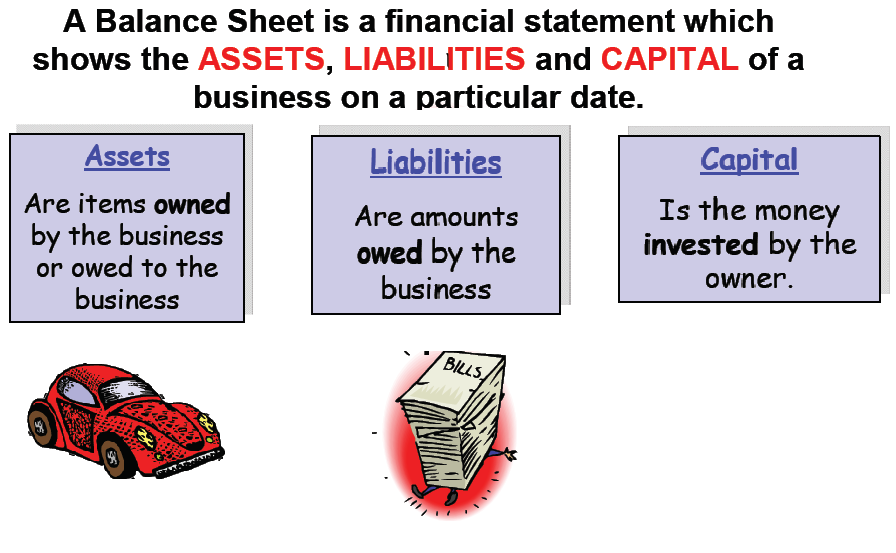 A Balance Sheet is a financial statement which
shows the ASSETS, LIABILITIES and CAPITAL of a
business on a particular date.
Assets
Are items owned
by the business
or owed to the
business
Liabilities
Are amounts
owed by the
business
Capital
Is the money
invested by the
owner.
BILLS